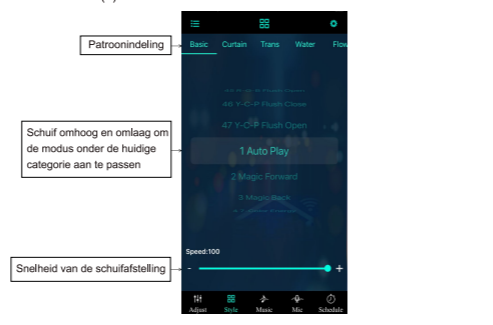 Patroonindeling
Basic Curtain Trans Water Flow
46 Y-C-P Flush Close
47 Y-C-P Flush Open
Schuif omhoog en omlaag om
de modus onder de huidige
categorie aan te passen
1 Auto Play
2 Magic Forward
3 Magic Back
Speed:100
Snelheid van de schuifafstelling
- +
Adjust Style Music Mic Schedule